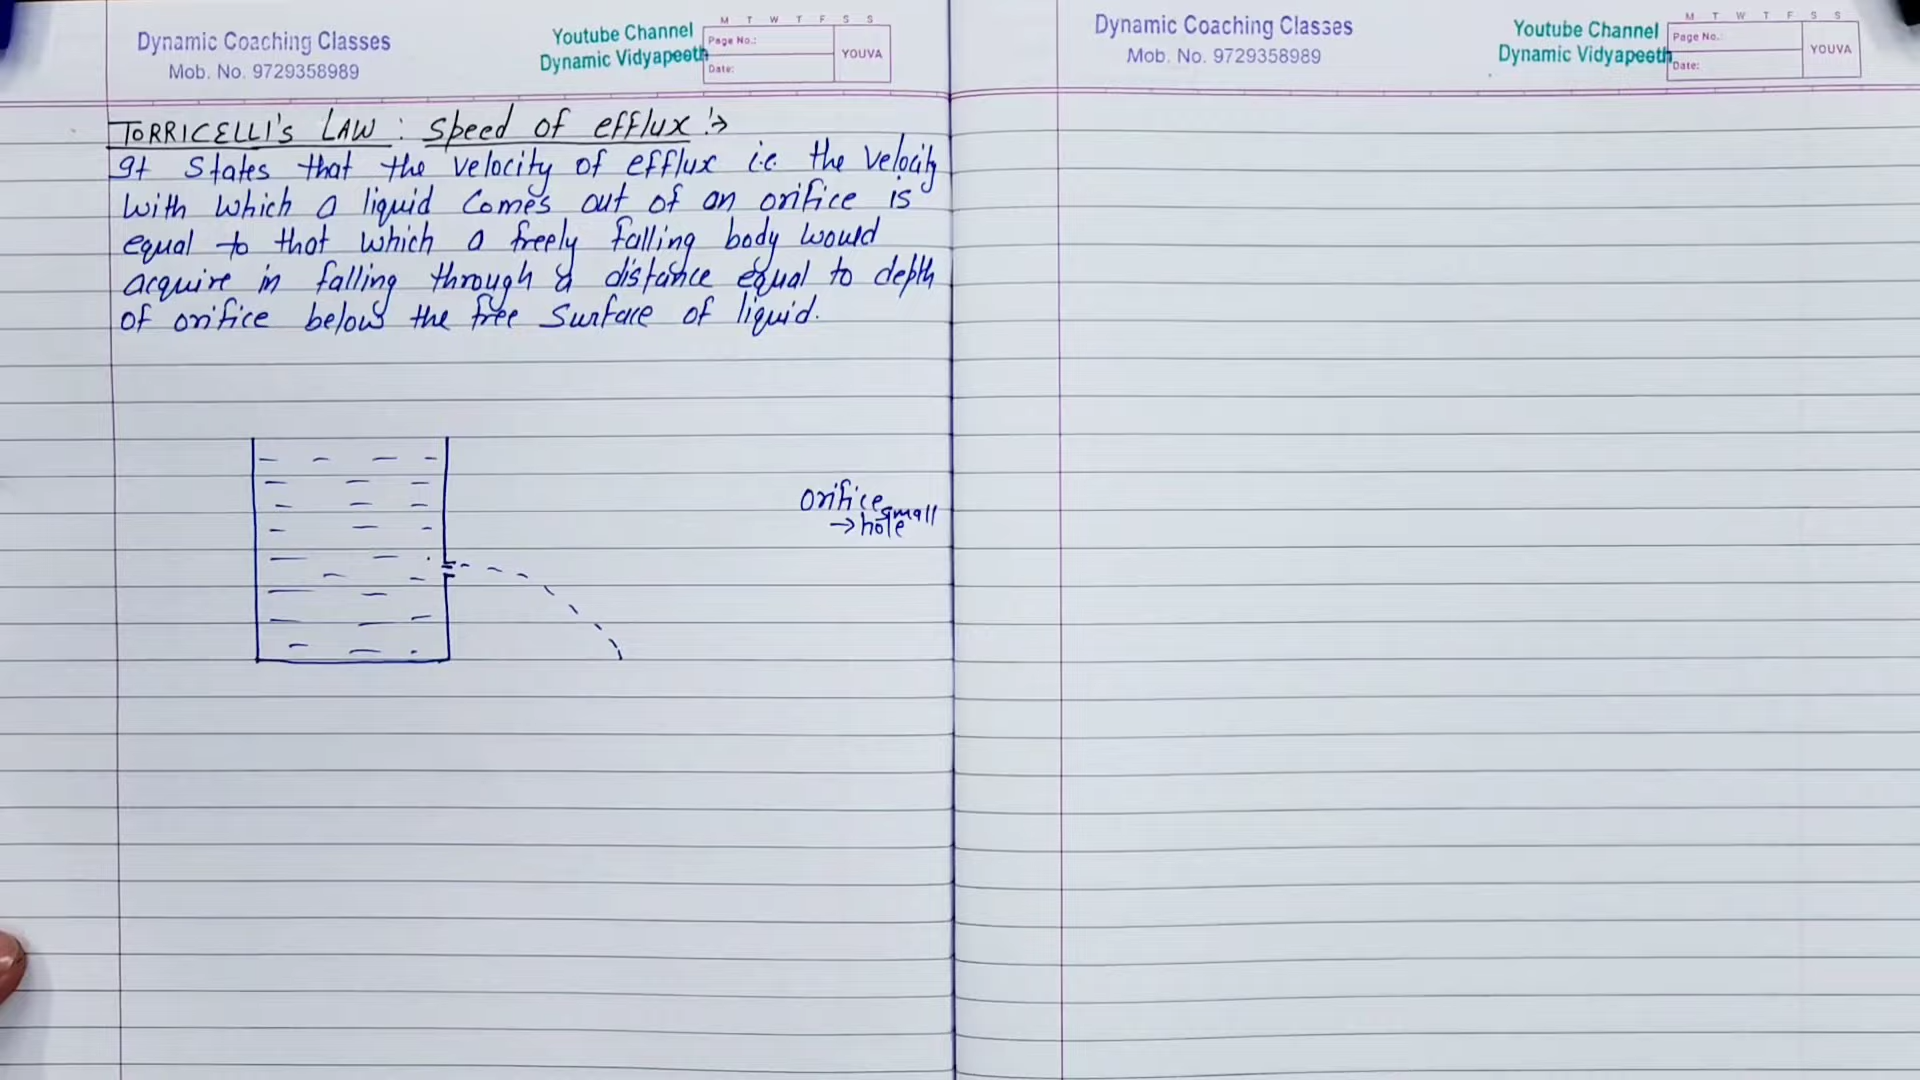 Dynamic Coaching Classes
Mob. No. 9729358989
Youtube Channel
Dynamic Vidyapeeth
M T W T F S S
Page No.:
Date:
YOUVA
TORRICELLI's LAW : Speed of efflux :→
It States that the velocity of efflux i.e. the velocity
with which a liquid comes out of an orifice is
equal to that which a freely falling body would
acquire in falling through a distance equal to depth
of orifice below the free Surface of liquid.
orifice
→ small hole
Dynamic Coaching Classes
Mob. No. 9729358989
Youtube Channel
Dynamic Vidyapeeth
M T W T F S S
Page No.:
Date:
YOUVA